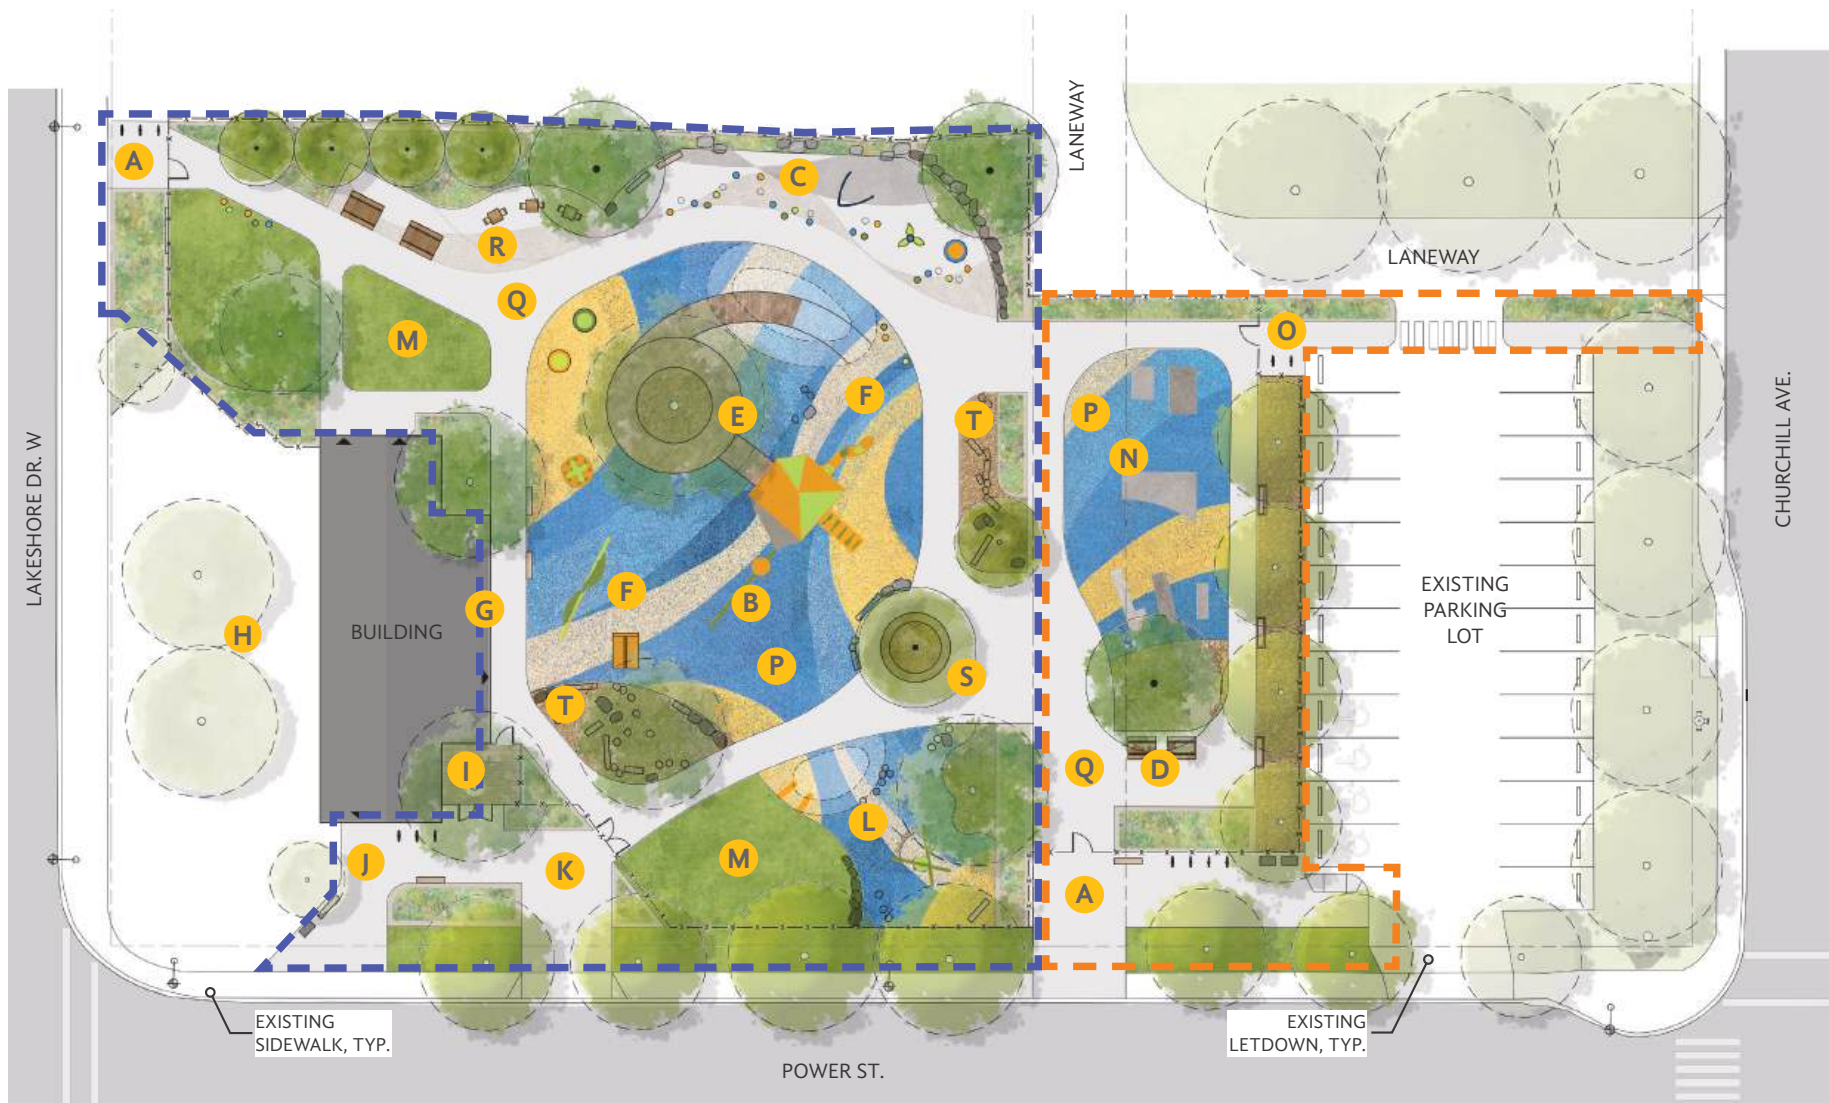 LANEWAY
A
C
R
LANEWAY
Q
O
M
F
E
P
T
N
LAKESHORE DR. W
CHURCHILL AVE.
EXISTING
PARKING
LOT
F
B
G
H
BUILDING
P
S
T
I
Q
D
L
M
J
K
A
EXISTING
SIDEWALK, TYP.
EXISTING
LETDOWN, TYP.
POWER ST.